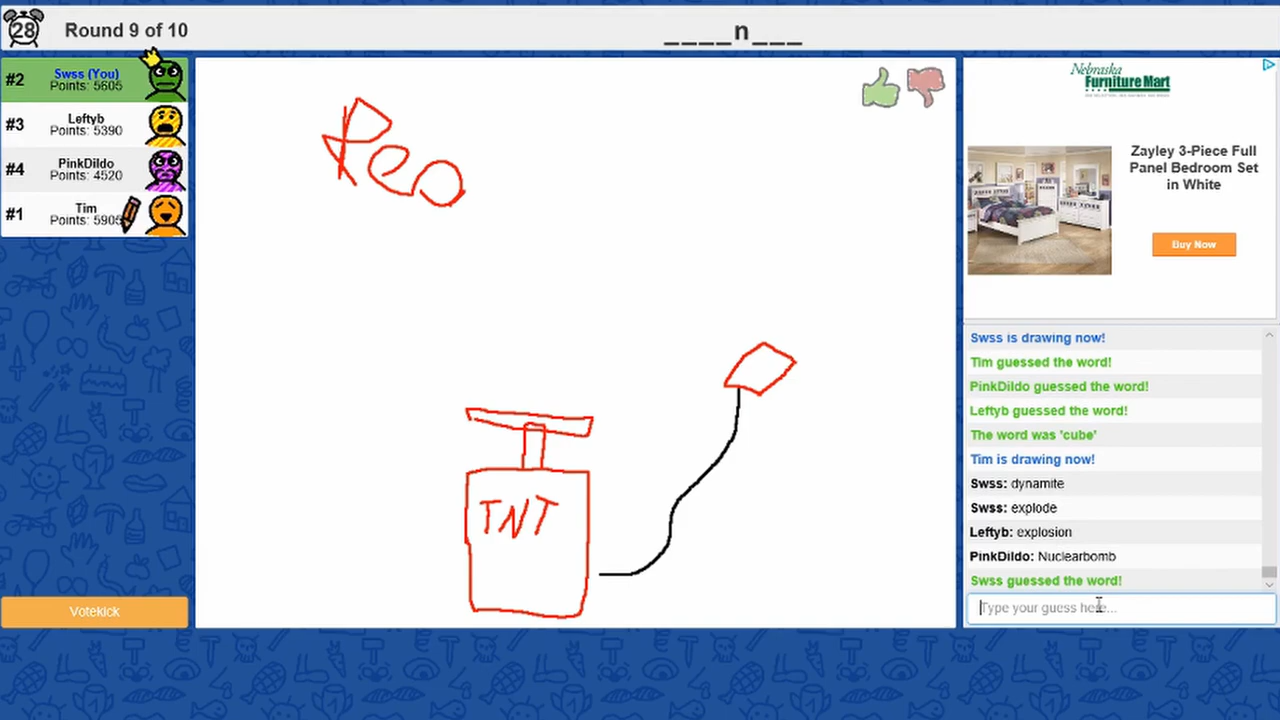 28
Round 9 of 10
____n___
#2
Swss (You)
Points: 5605
#3
Leftyb
Points: 5390
#4
PinkDildo
Points: 4520
#1
Tim
Points: 5905
Votekick
Reo
TNT
Nebraska
Furniture Mart
Zayley 3-Piece Full
Panel Bedroom Set
in White
Buy Now
Swss is drawing now!
Tim guessed the word!
PinkDildo guessed the word!
Leftyb guessed the word!
The word was 'cube'
Tim is drawing now!
Swss: dynamite
Swss: explode
Leftyb: explosion
PinkDildo: Nuclearbomb
Swss guessed the word!
Type your guess here...